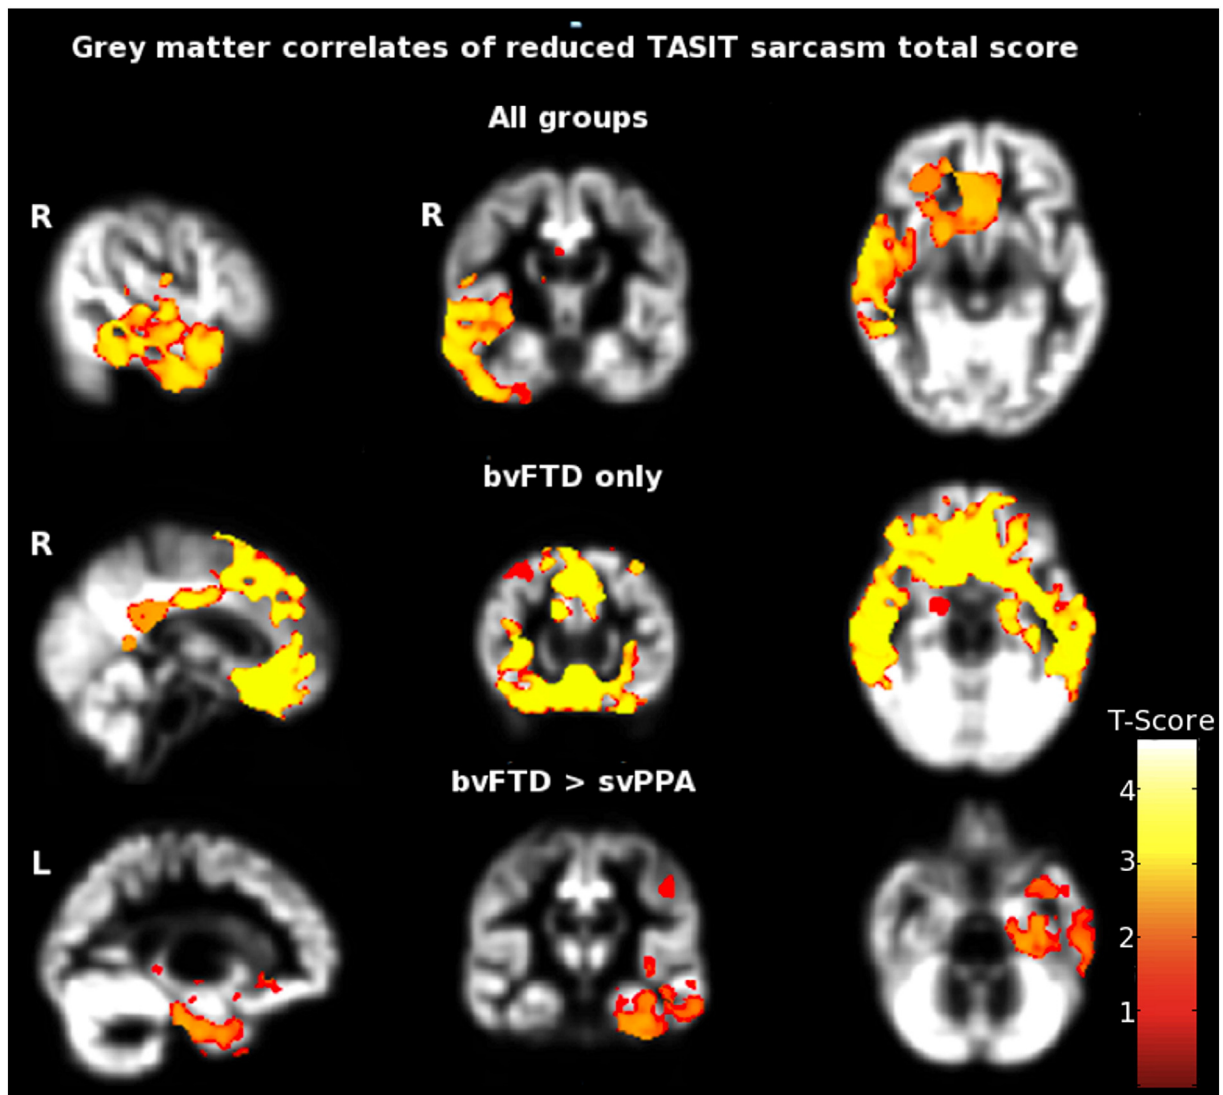 Grey matter correlates of reduced TASIT sarcasm total score
All groups
R
R
bvFTD only
R
T-Score
bvFTD > svPPA
4
L
3
2
1